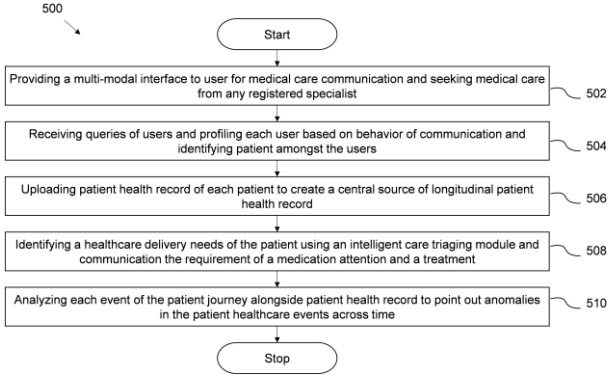 500
Start
Providing a multi-modal interface to user for medical care communication and seeking medical care
from any registered specialist
502
Receiving queries of users and profiling each user based on behavior of communication and
identifying patient amongst the users
504
Uploading patient health record of each patient to create a central source of longitudinal patient
health record
506
Identifying a healthcare delivery needs of the patient using an intelligent care triaging module and
communication the requirement of a medication attention and a treatment
508
Analyzing each event of the patient journey alongside patient health record to point out anomalies
in the patient healthcare events across time
510
Stop